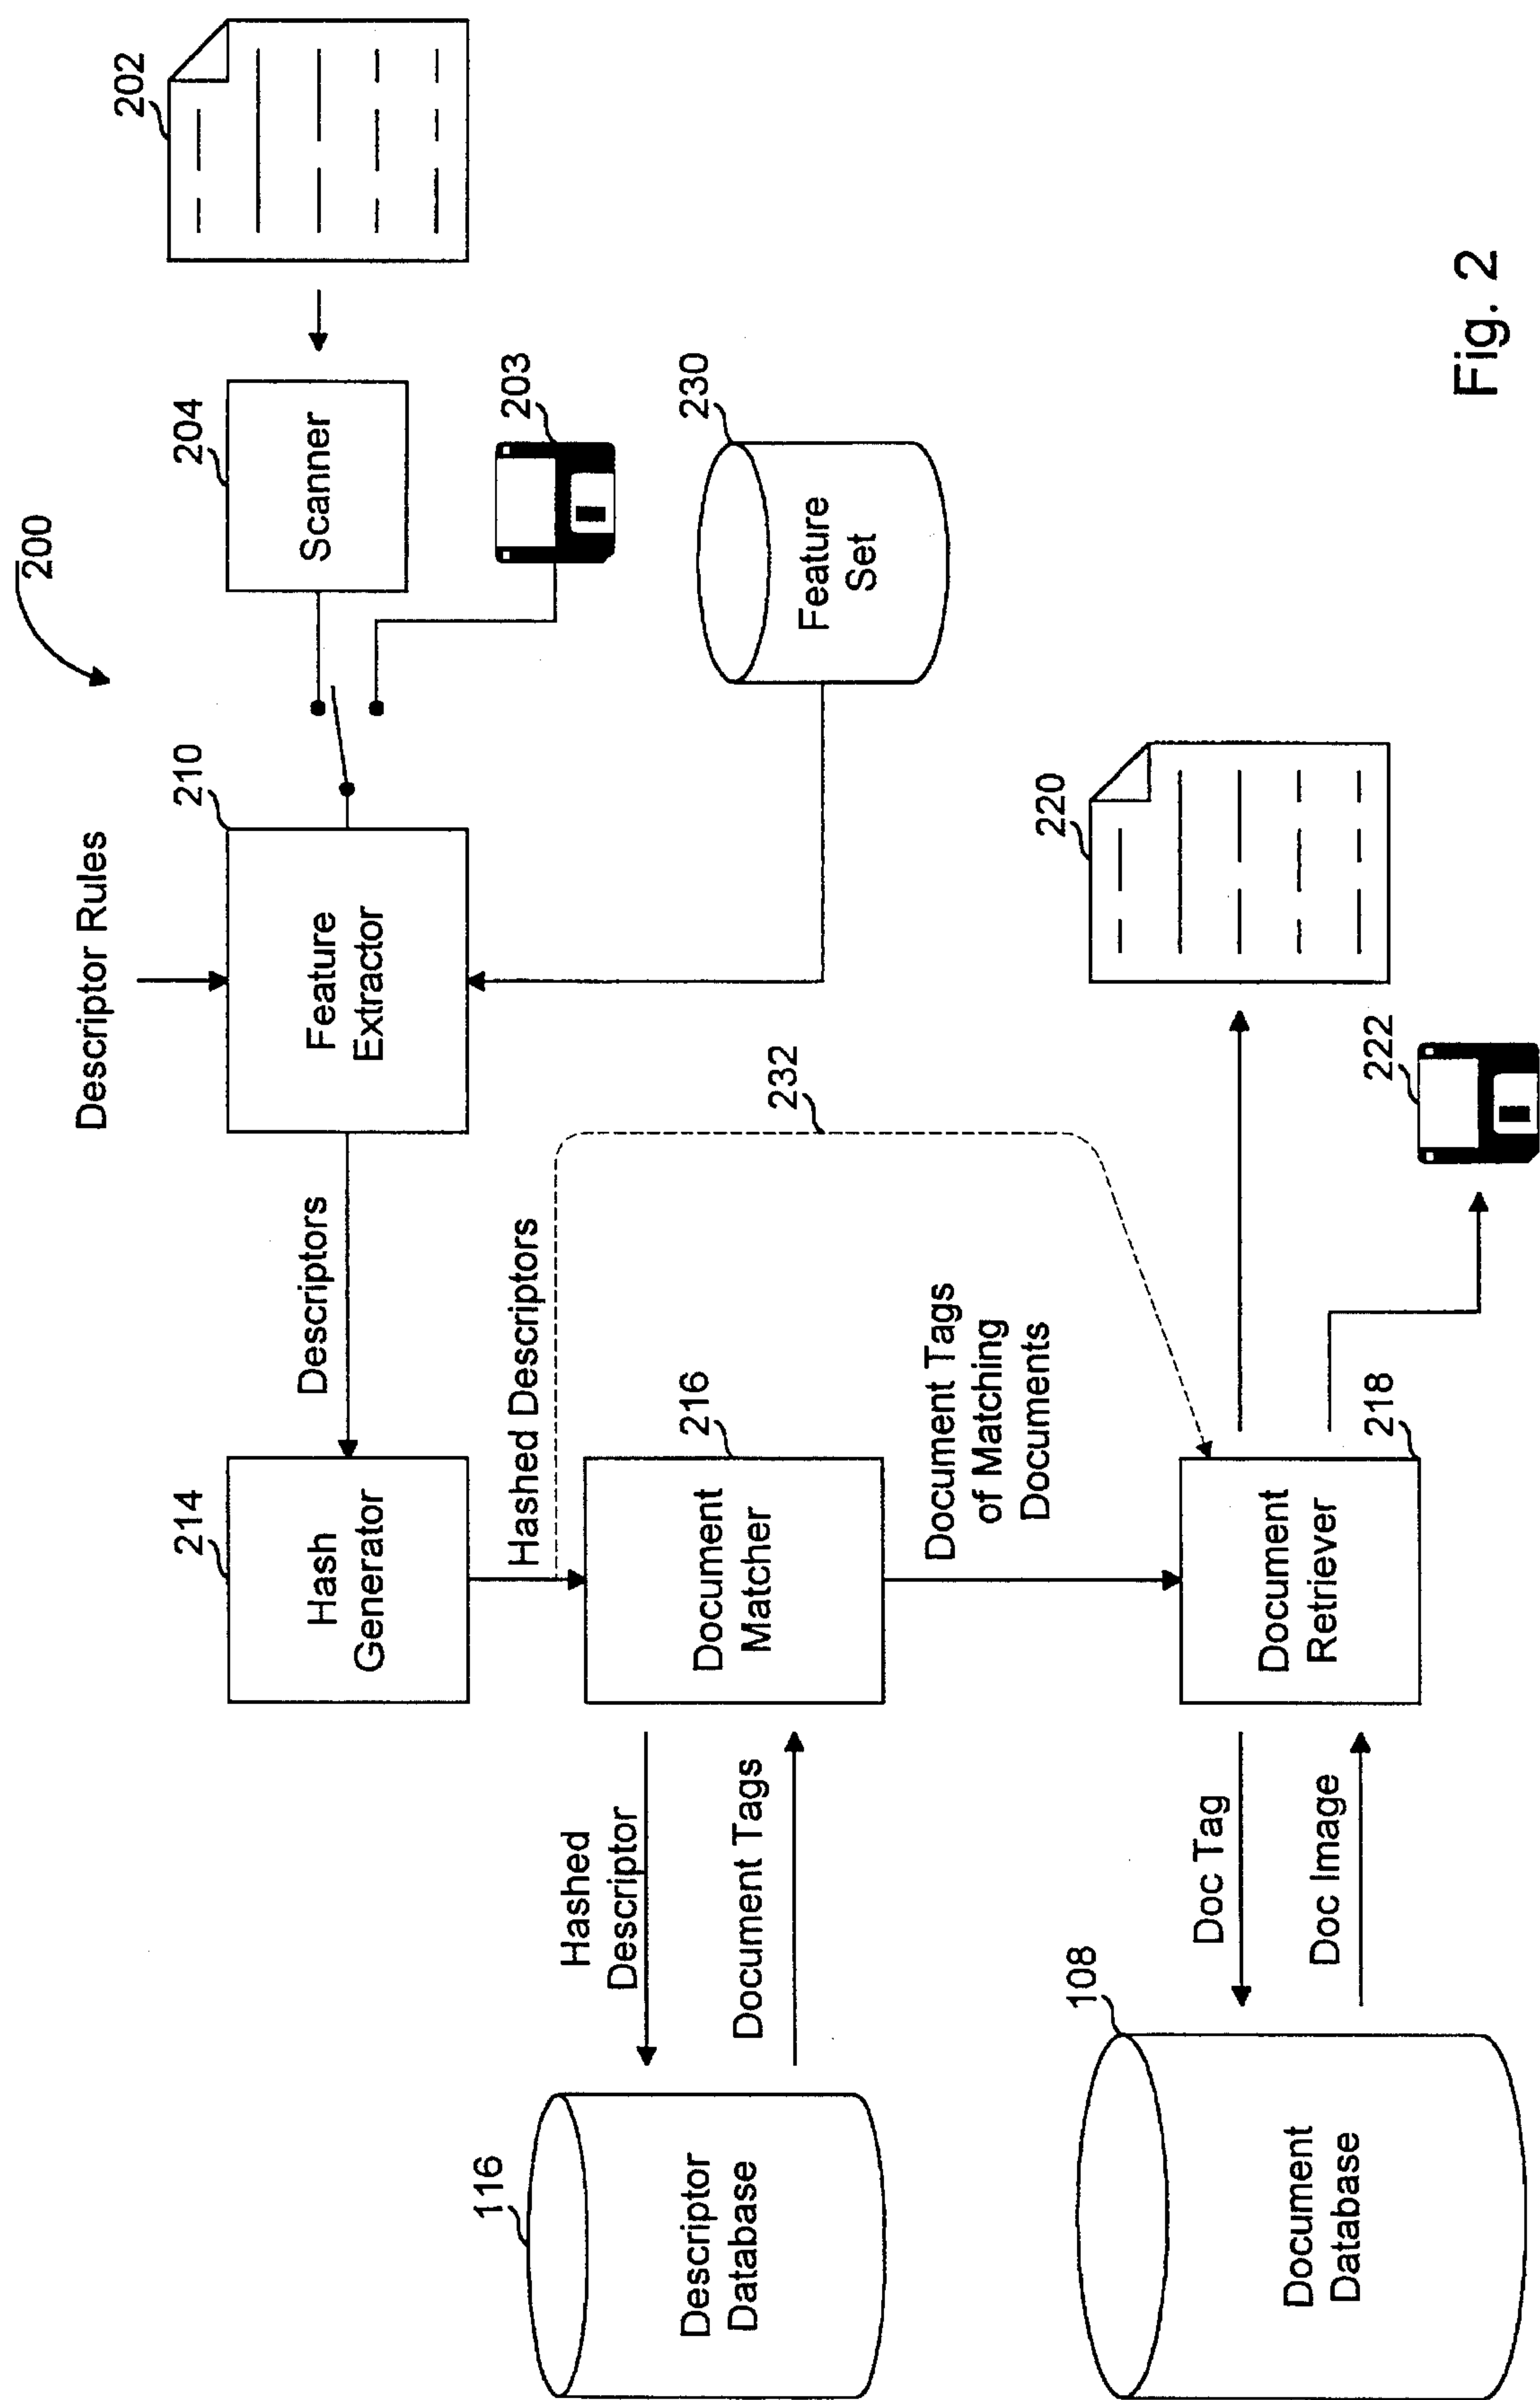 200
202
204
Scanner
203
230
Feature
Set
Descriptor Rules
210
Feature
Extractor
Descriptors
214
Hash
Generator
Hashed Descriptors
232
216
Document
Matcher
Hashed
Descriptor
Document Tags
116
Descriptor
Database
Document Tags
of Matching
Documents
218
Document
Retriever
220
222
Doc Tag
Doc Image
108
Document
Database
Fig. 2